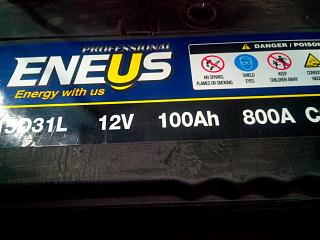 PROFESSIONAL
ENEUS
Energy with us
DANGER / POISON
NO SPARKS, FLAMES OR SMOKING
SHIELD EYES
KEEP CHILDREN AWAY
5D31L 12V 100Ah 800A C